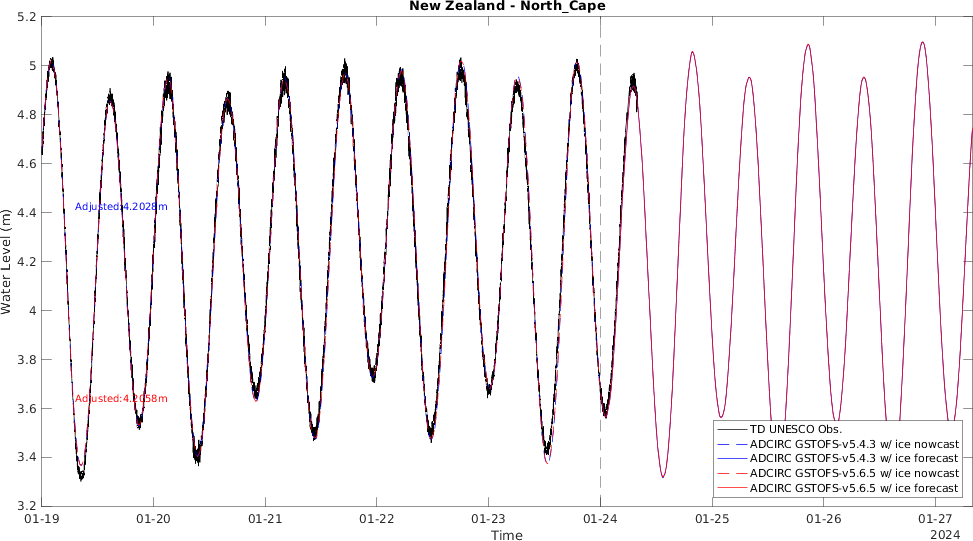 New Zealand - North_Cape
5.2
5
4.8
4.6
4.4
4.2
4
3.8
3.6
3.4
3.2
Water Level (m)
Adjusted:4.2028m
Adjusted:4.2058m
TD UNESCO Obs.
ADCIRC GSTOFS-v5.4.3 w/ ice nowcast
ADCIRC GSTOFS-v5.4.3 w/ ice forecast
ADCIRC GSTOFS-v5.6.5 w/ ice nowcast
ADCIRC GSTOFS-v5.6.5 w/ ice forecast
01-19 01-20 01-21 01-22 01-23 01-24 01-25 01-26 01-27
Time
2024